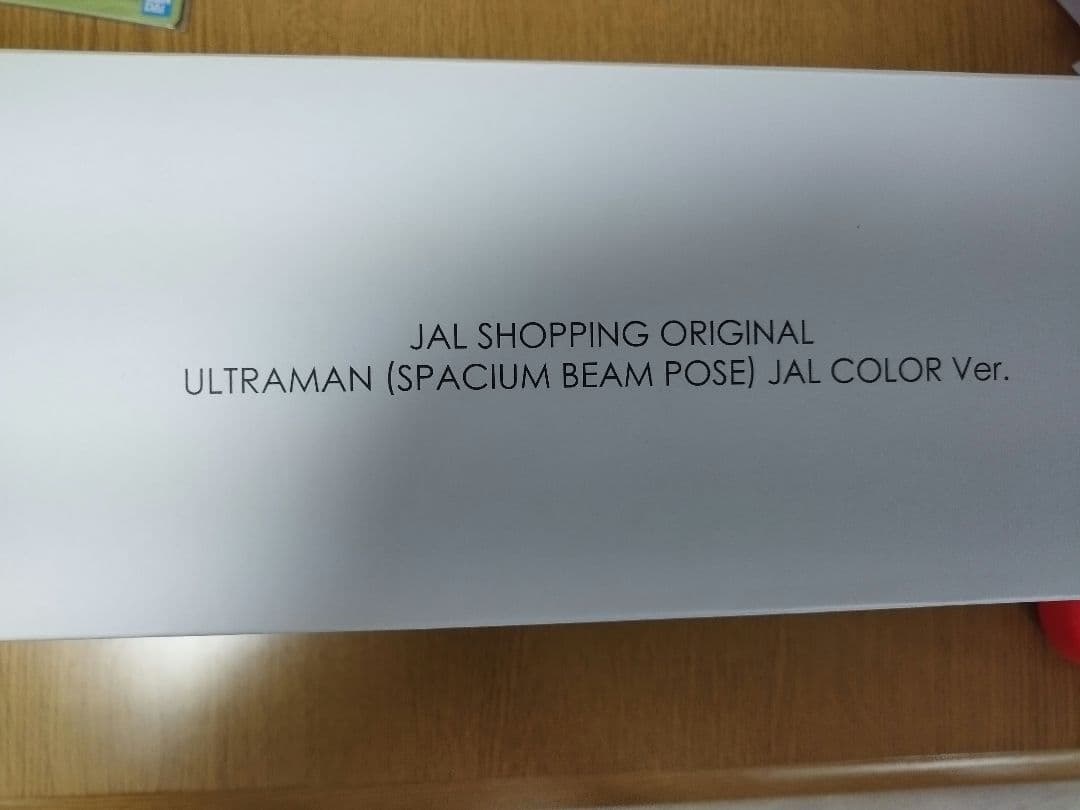 JAL SHOPPING ORIGINAL
ULTRAMAN (SPACIUM BEAM POSE) JAL COLOR Ver.